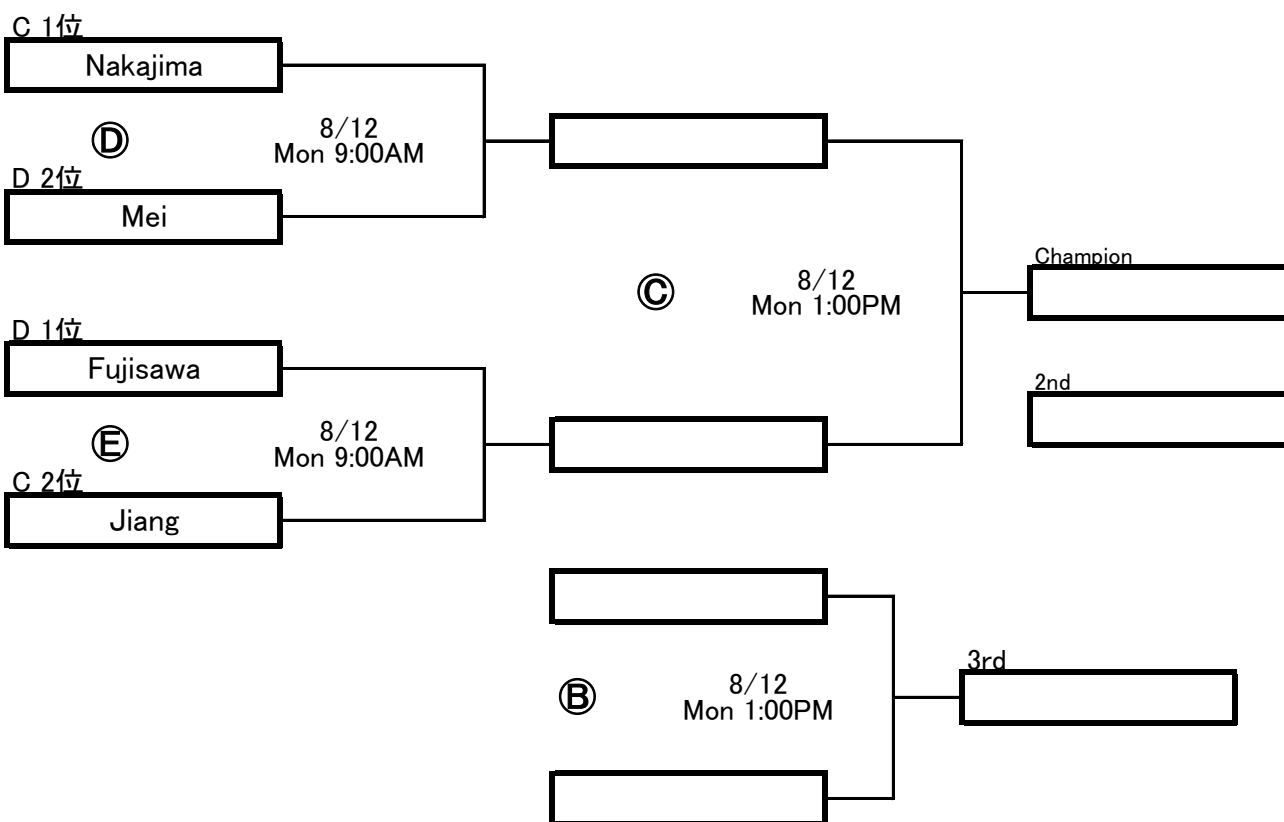 C 1位
Nakajima
Ⓓ
8/12
Mon 9:00AM
D 2位
Mei
Ⓒ
8/12
Mon 1:00PM
Champion
D 1位
Fujisawa
2nd
Ⓔ
8/12
Mon 9:00AM
C 2位
Jiang
3rd
Ⓑ
8/12
Mon 1:00PM